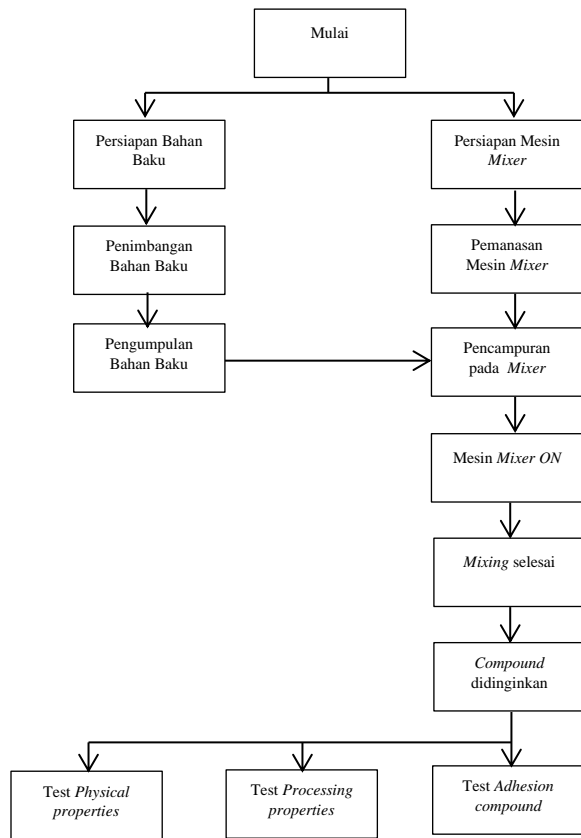 Mulai
Persiapan Bahan
Baku
Persiapan Mesin
Mixer
Penimbangan
Bahan Baku
Pemanasan
Mesin Mixer
Pengumpulan
Bahan Baku
Pencampuran
pada Mixer
Mesin Mixer ON
Mixing selesai
Compound
didinginkan
Test Physical
properties
Test Processing
properties
Test Adhesion
compound